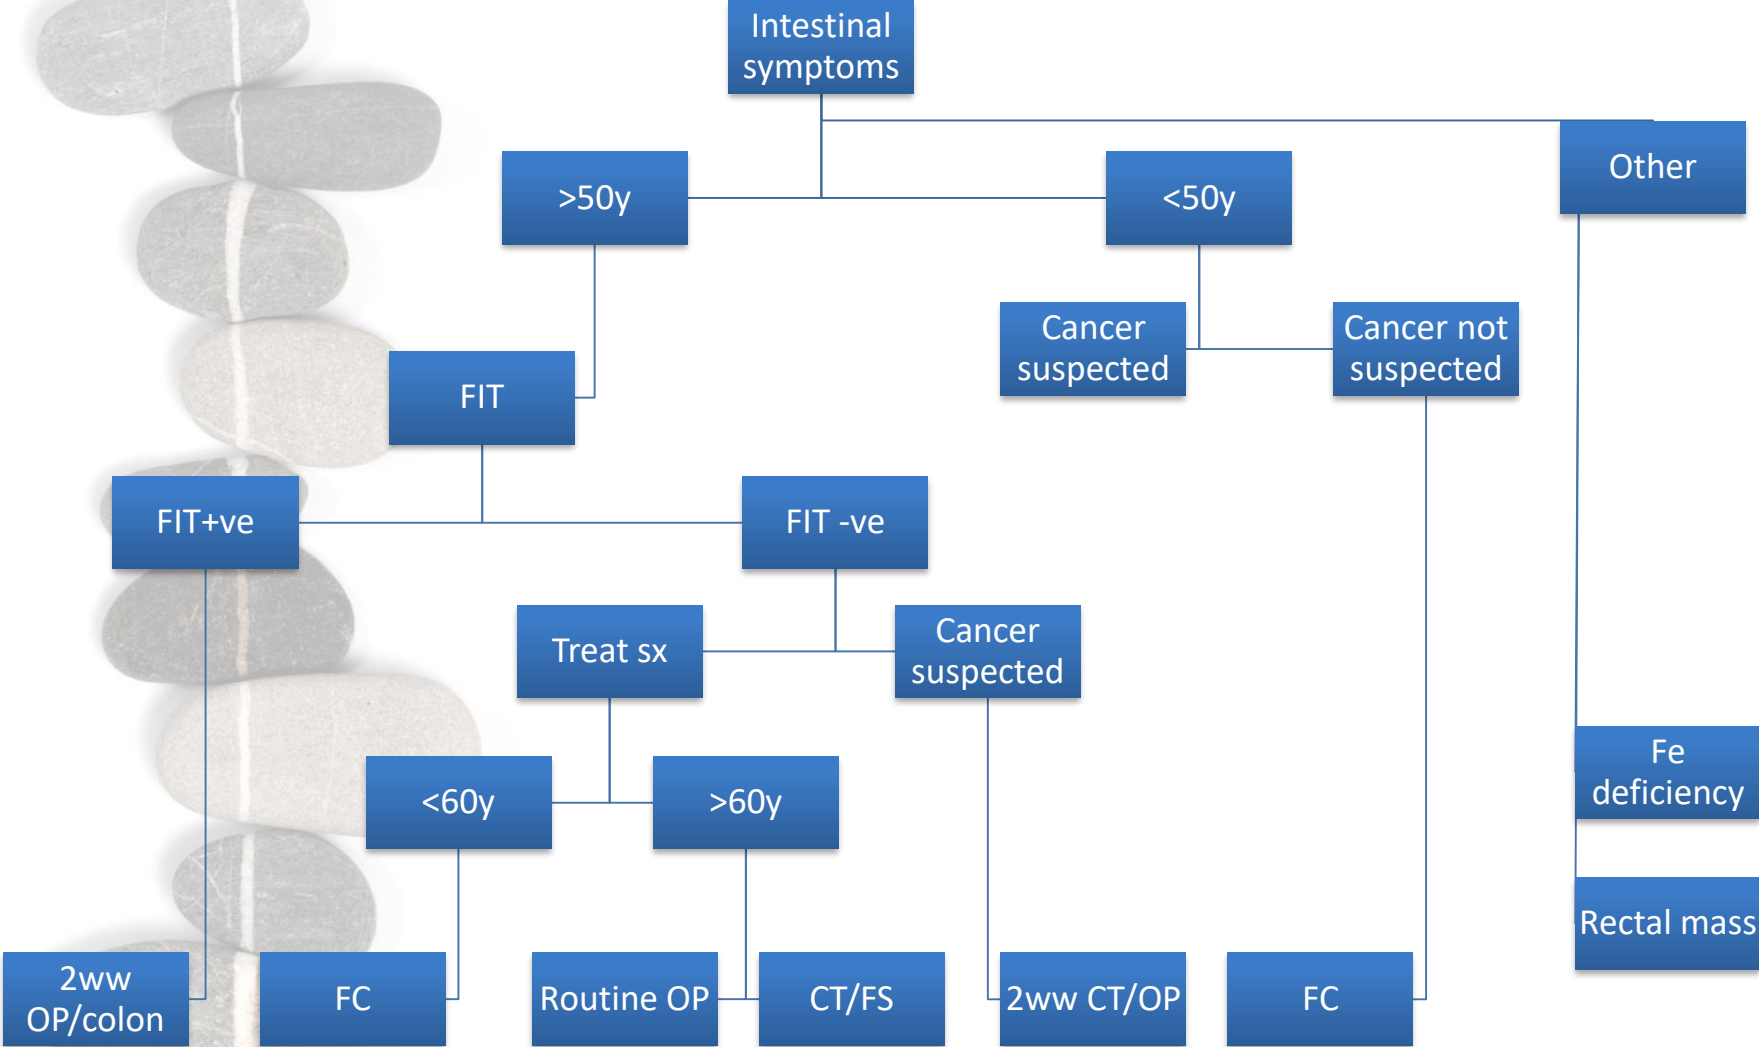 Intestinal
symptoms
>50y
<50y
Other
Cancer
suspected
Cancer not
suspected
FIT
FIT+ve
FIT -ve
Treat sx
Cancer
suspected
<60y
>60y
Fe
deficiency
Rectal mass
2ww
OP/colon
FC
Routine OP
CT/FS
2ww CT/OP
FC